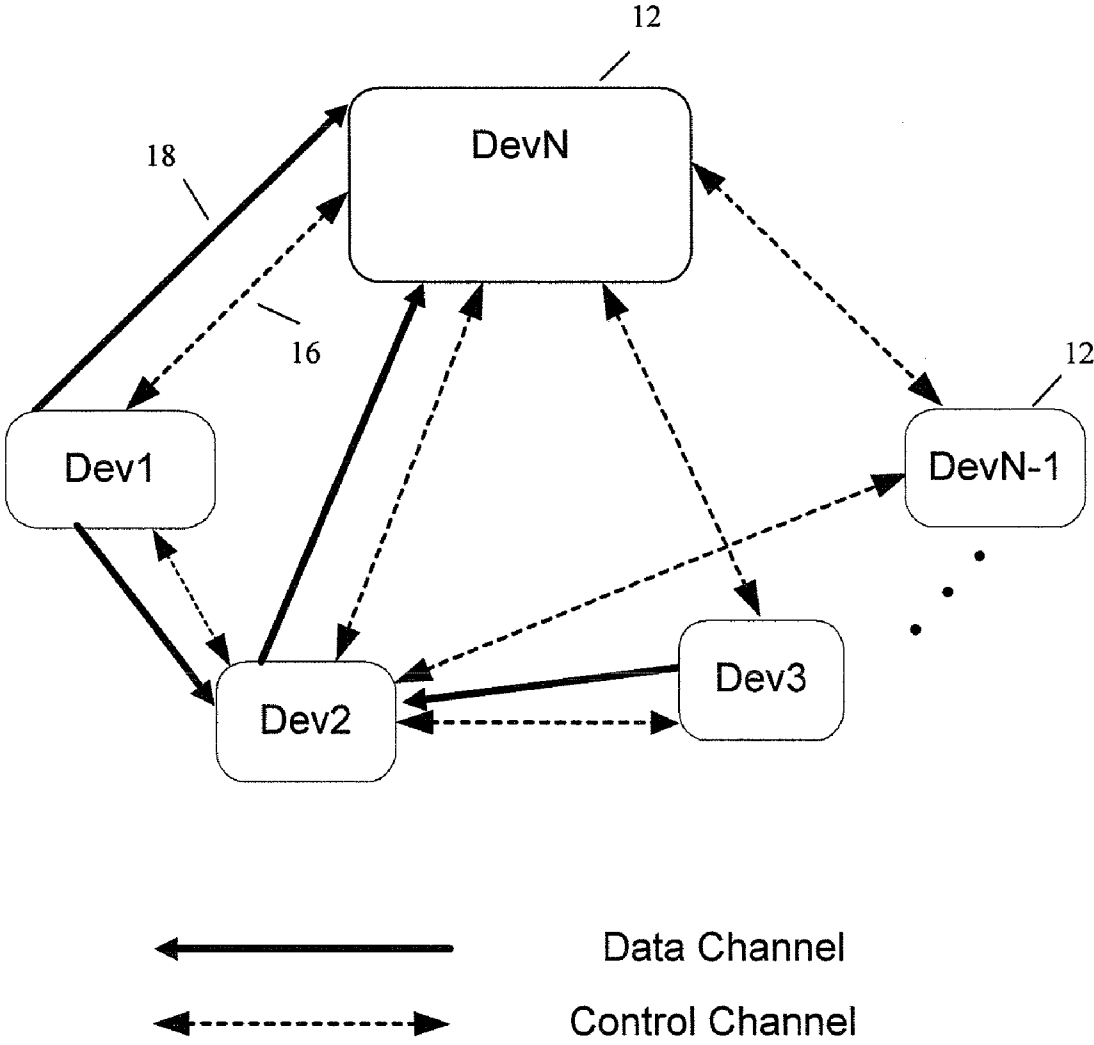 12
DevN
18
16
12
Dev1
DevN-1
Dev3
Dev2
Data Channel
Control Channel